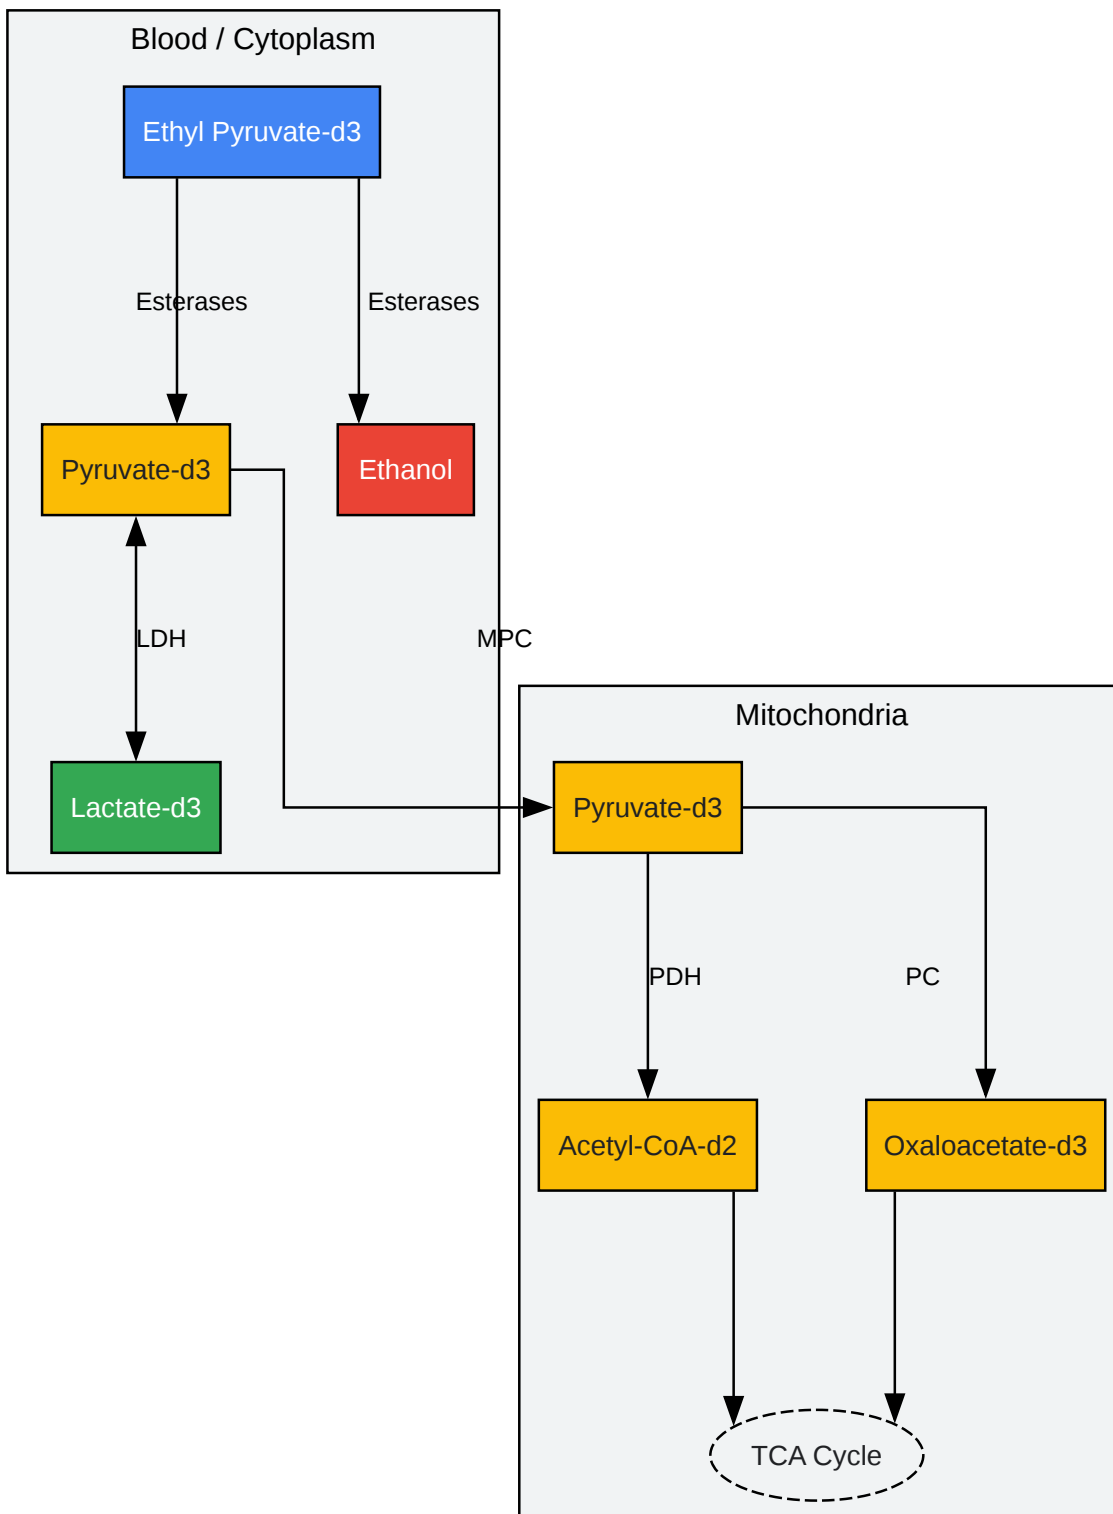 Blood / Cytoplasm
Ethyl Pyruvate-d3
Esterases
Esterases
Pyruvate-d3
Ethanol
LDH
MPC
Lactate-d3
Mitochondria
Pyruvate-d3
PDH
PC
Acetyl-CoA-d2
Oxaloacetate-d3
TCA Cycle